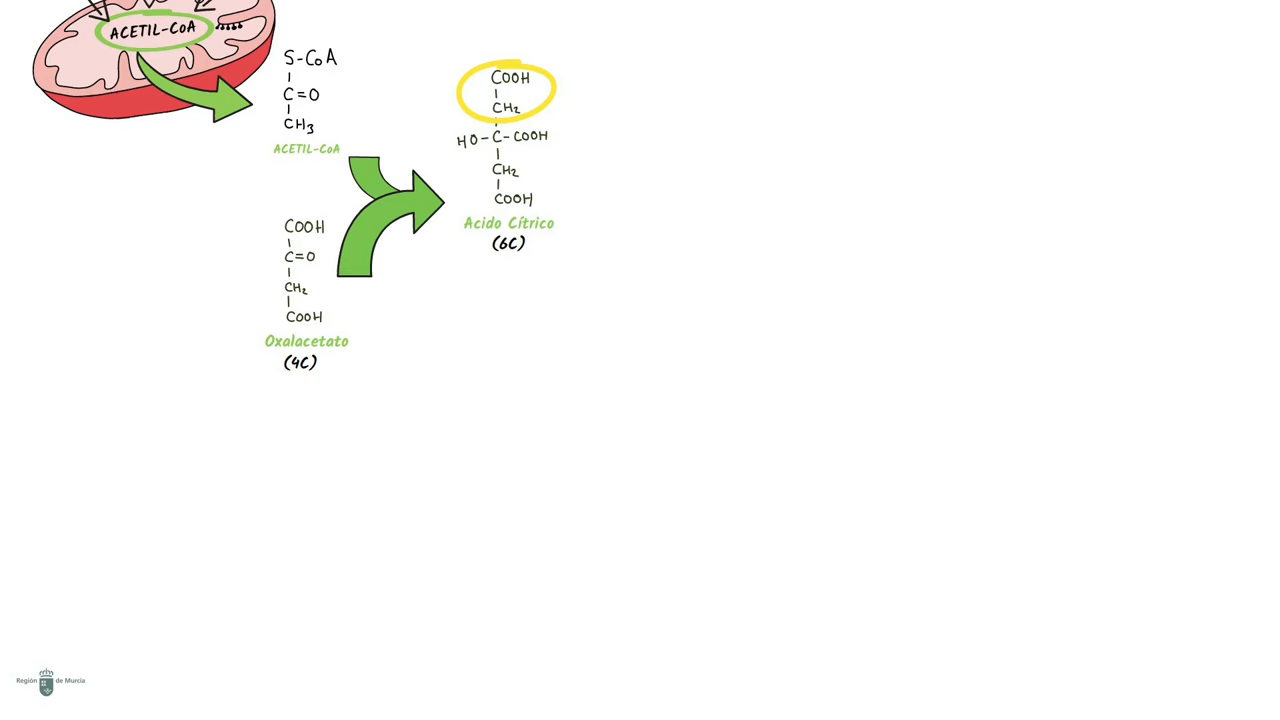 ACETIL-CoA
S-CoA
C=O
CH3
ACETIL-CoA
COOH
CH2
HO-C-COOH
CH2
COOH
Acido Cítrico
(6C)
COOH
C=O
CH2
COOH
Oxalacetato
(4C)
Región de Murcia